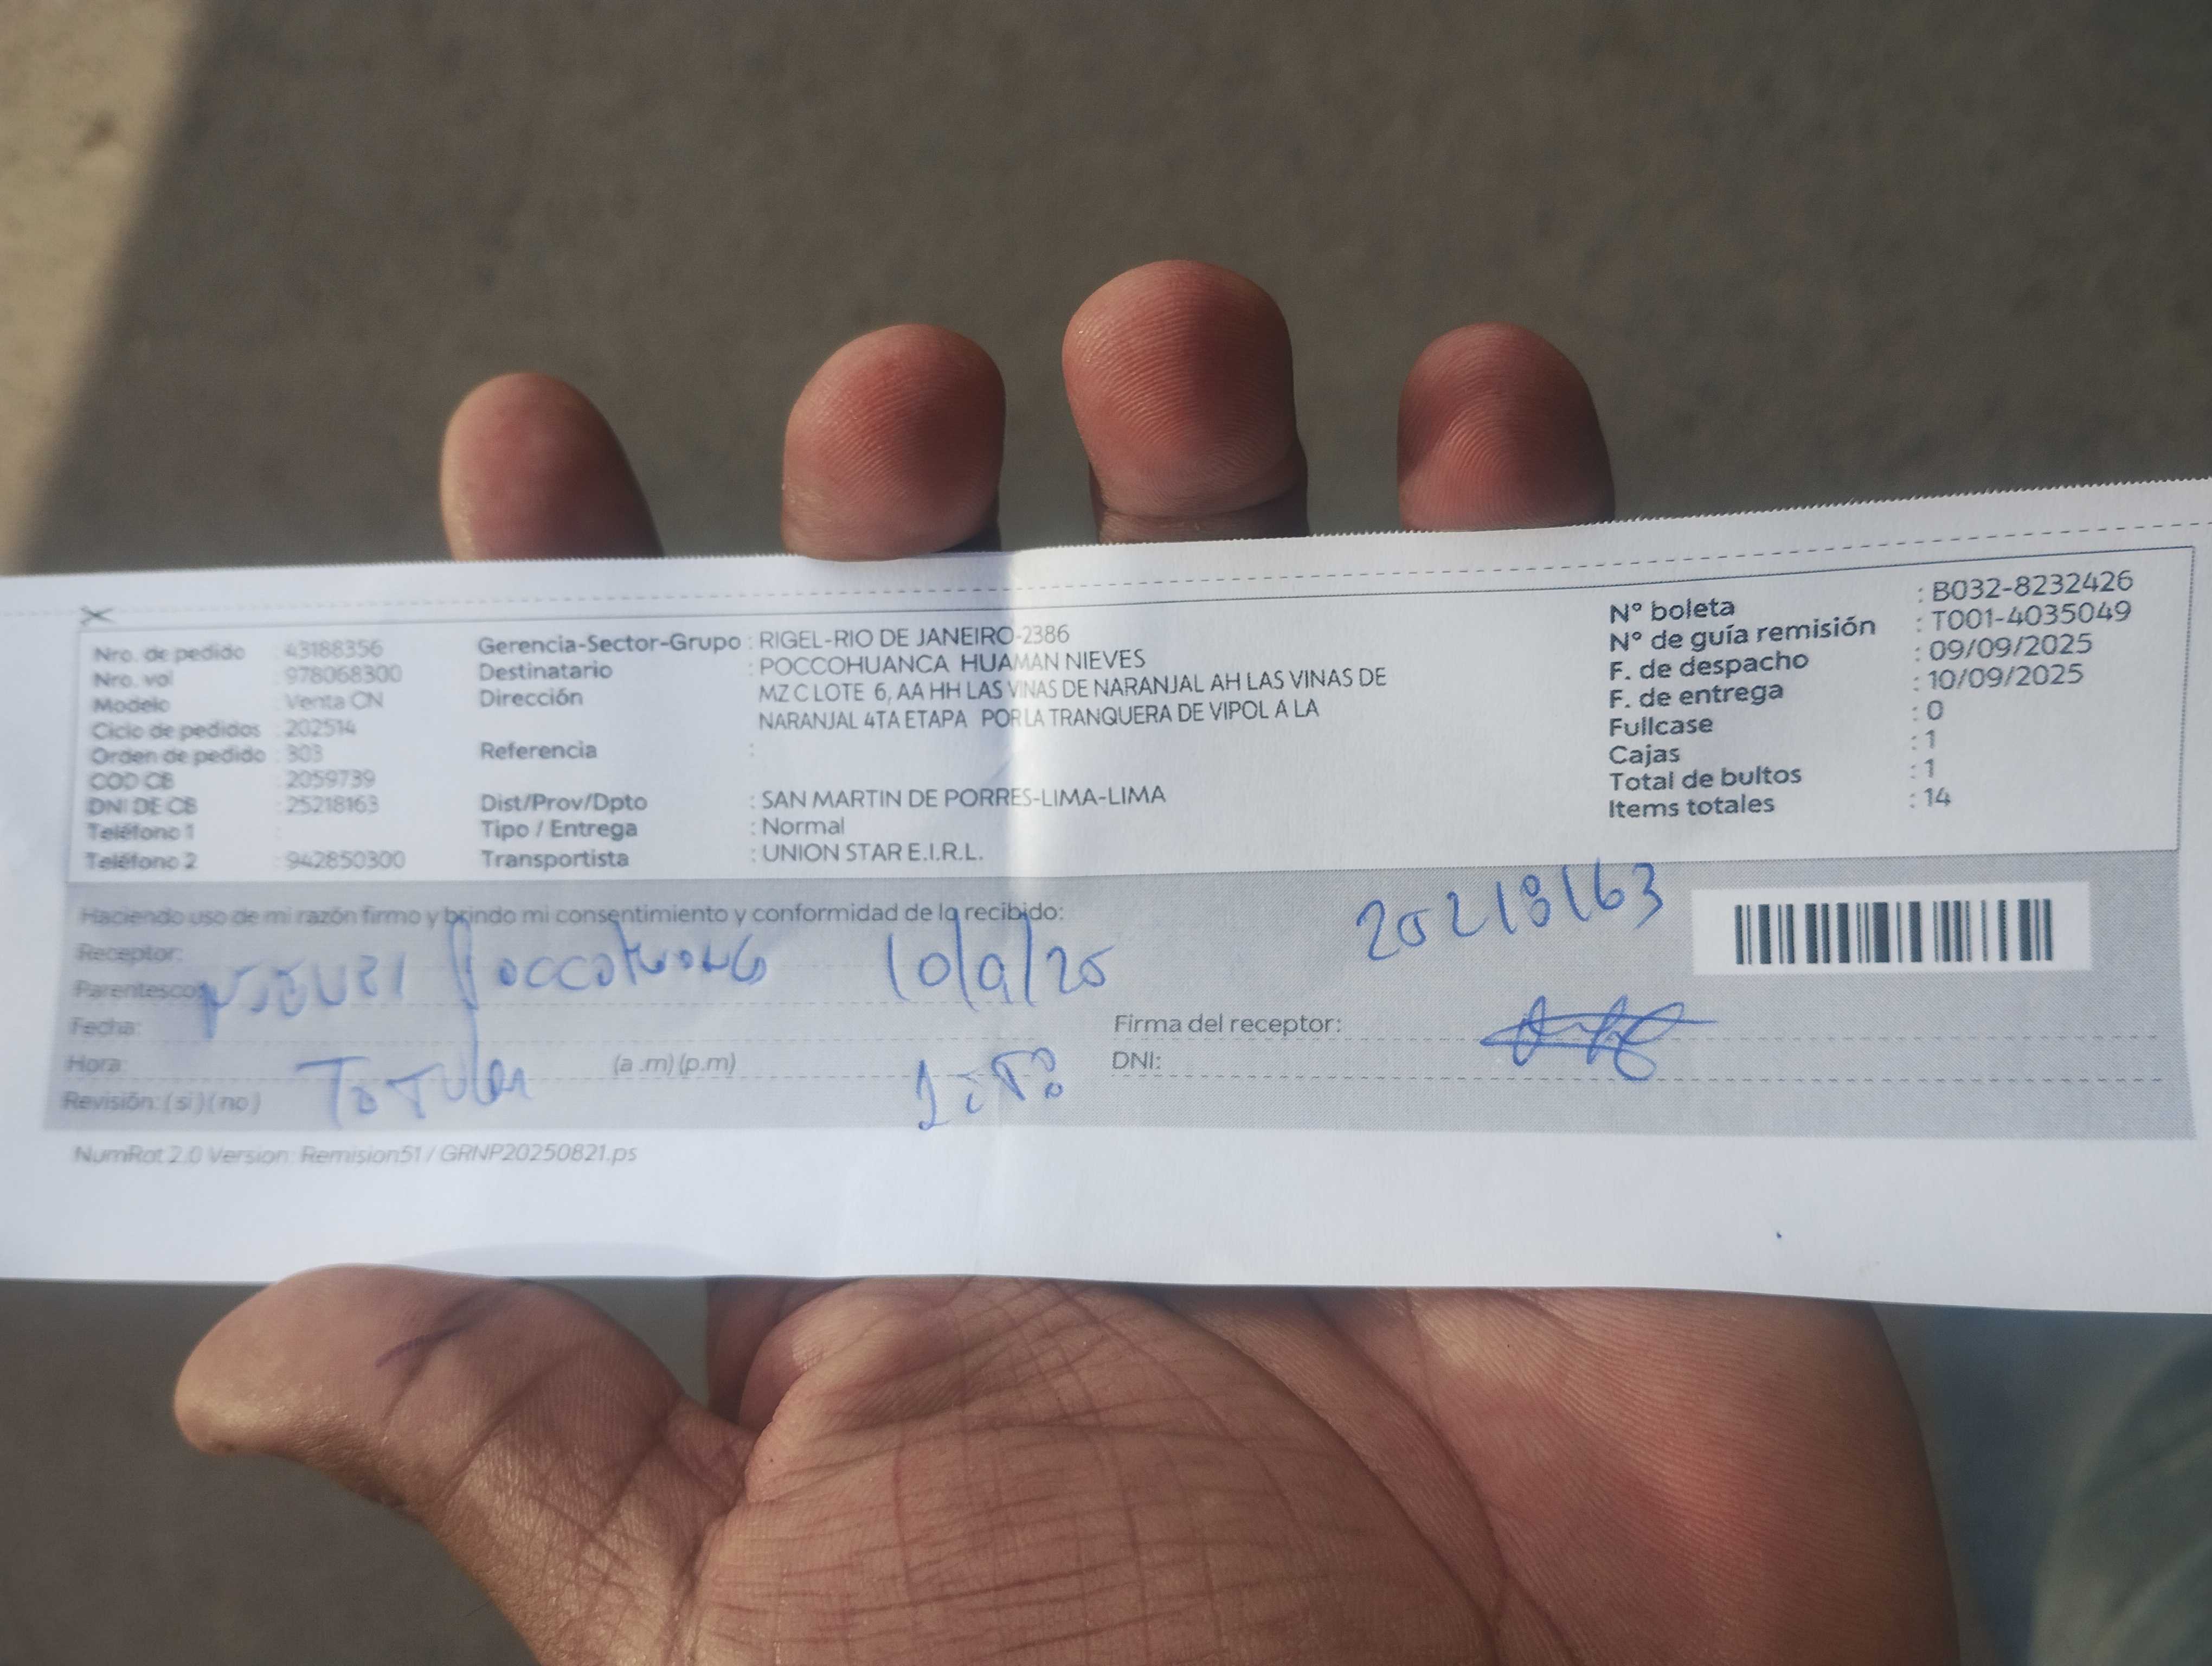 Nro. de pedido : 43188356
Nro. vol : 978068300
Modelo : Venta CN
Ciclo de pedidos : 202514
Orden de pedido : 303
COD CB : 2059739
DNI DE CB : 25218163
Teléfono 1 :
Teléfono 2 : 942850300
Gerencia-Sector-Grupo : RIGEL-RIO DE JANEIRO-2386
Destinatario : POCCOHUANCA HUAMAN NIEVES
Dirección : MZ C LOTE 6, AA HH LAS VINAS DE NARANJAL AH LAS VINAS DE
NARANJAL 4TA ETAPA POR LA TRANQUERA DE VIPOL A LA
Referencia :
Dist/Prov/Dpto : SAN MARTIN DE PORRES-LIMA-LIMA
Tipo / Entrega : Normal
Transportista : UNION STAR E.I.R.L.
N° boleta : B032-8232426
N° de guía remisión : T001-4035049
F. de despacho : 09/09/2025
F. de entrega : 10/09/2025
Fullcase : 0
Cajas : 1
Total de bultos : 1
Items totales : 14
Haciendo uso de mi razón firmo y brindo mi consentimiento y conformidad de lo recibido:
Receptor:
Parentesco: 10/9/25
Fecha:
Hora: (a .m) (p.m)
Revisión: ( si ) ( no )
Firma del receptor:
DNI:
NumRot 2.0 Version: Remision51 / GRNP20250821.ps